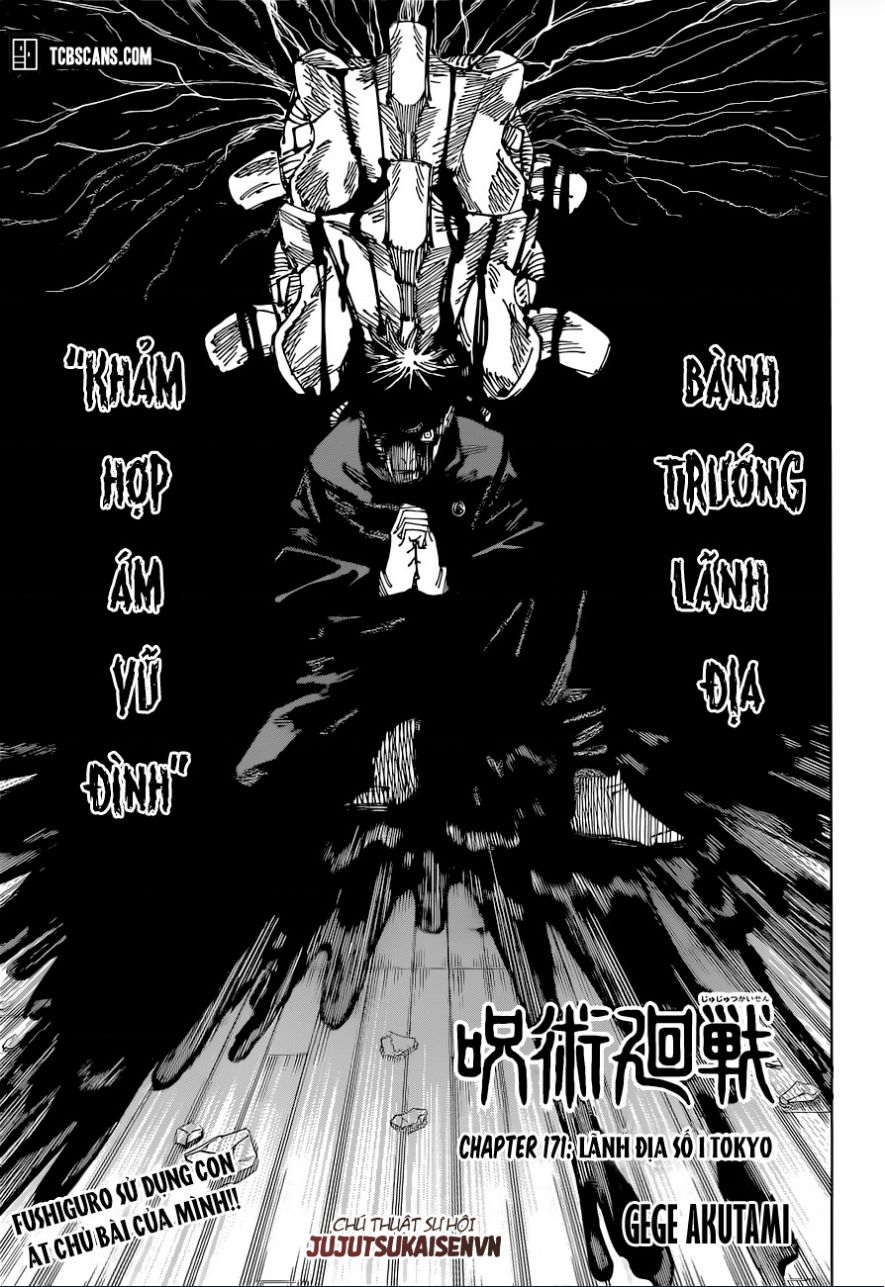 TCBSCANS.COM
BÀNH
TRƯỚNG
LÃNH
ĐỊA
"KHẢM
HỢP
ÁM
VŨ
ĐÌNH"
じゅじゅつかいせん
呪術廻戦
CHAPTER 171: LÃNH ĐỊA SỐ 1 TOKYO
FUSHIGURO SỬ DỤNG CON
ÁT CHỦ BÀI CỦA MÌNH!!
CHÚ THUẬT SƯ HỘI
JUJUTSUKAISENVN
GEGE AKUTAMI